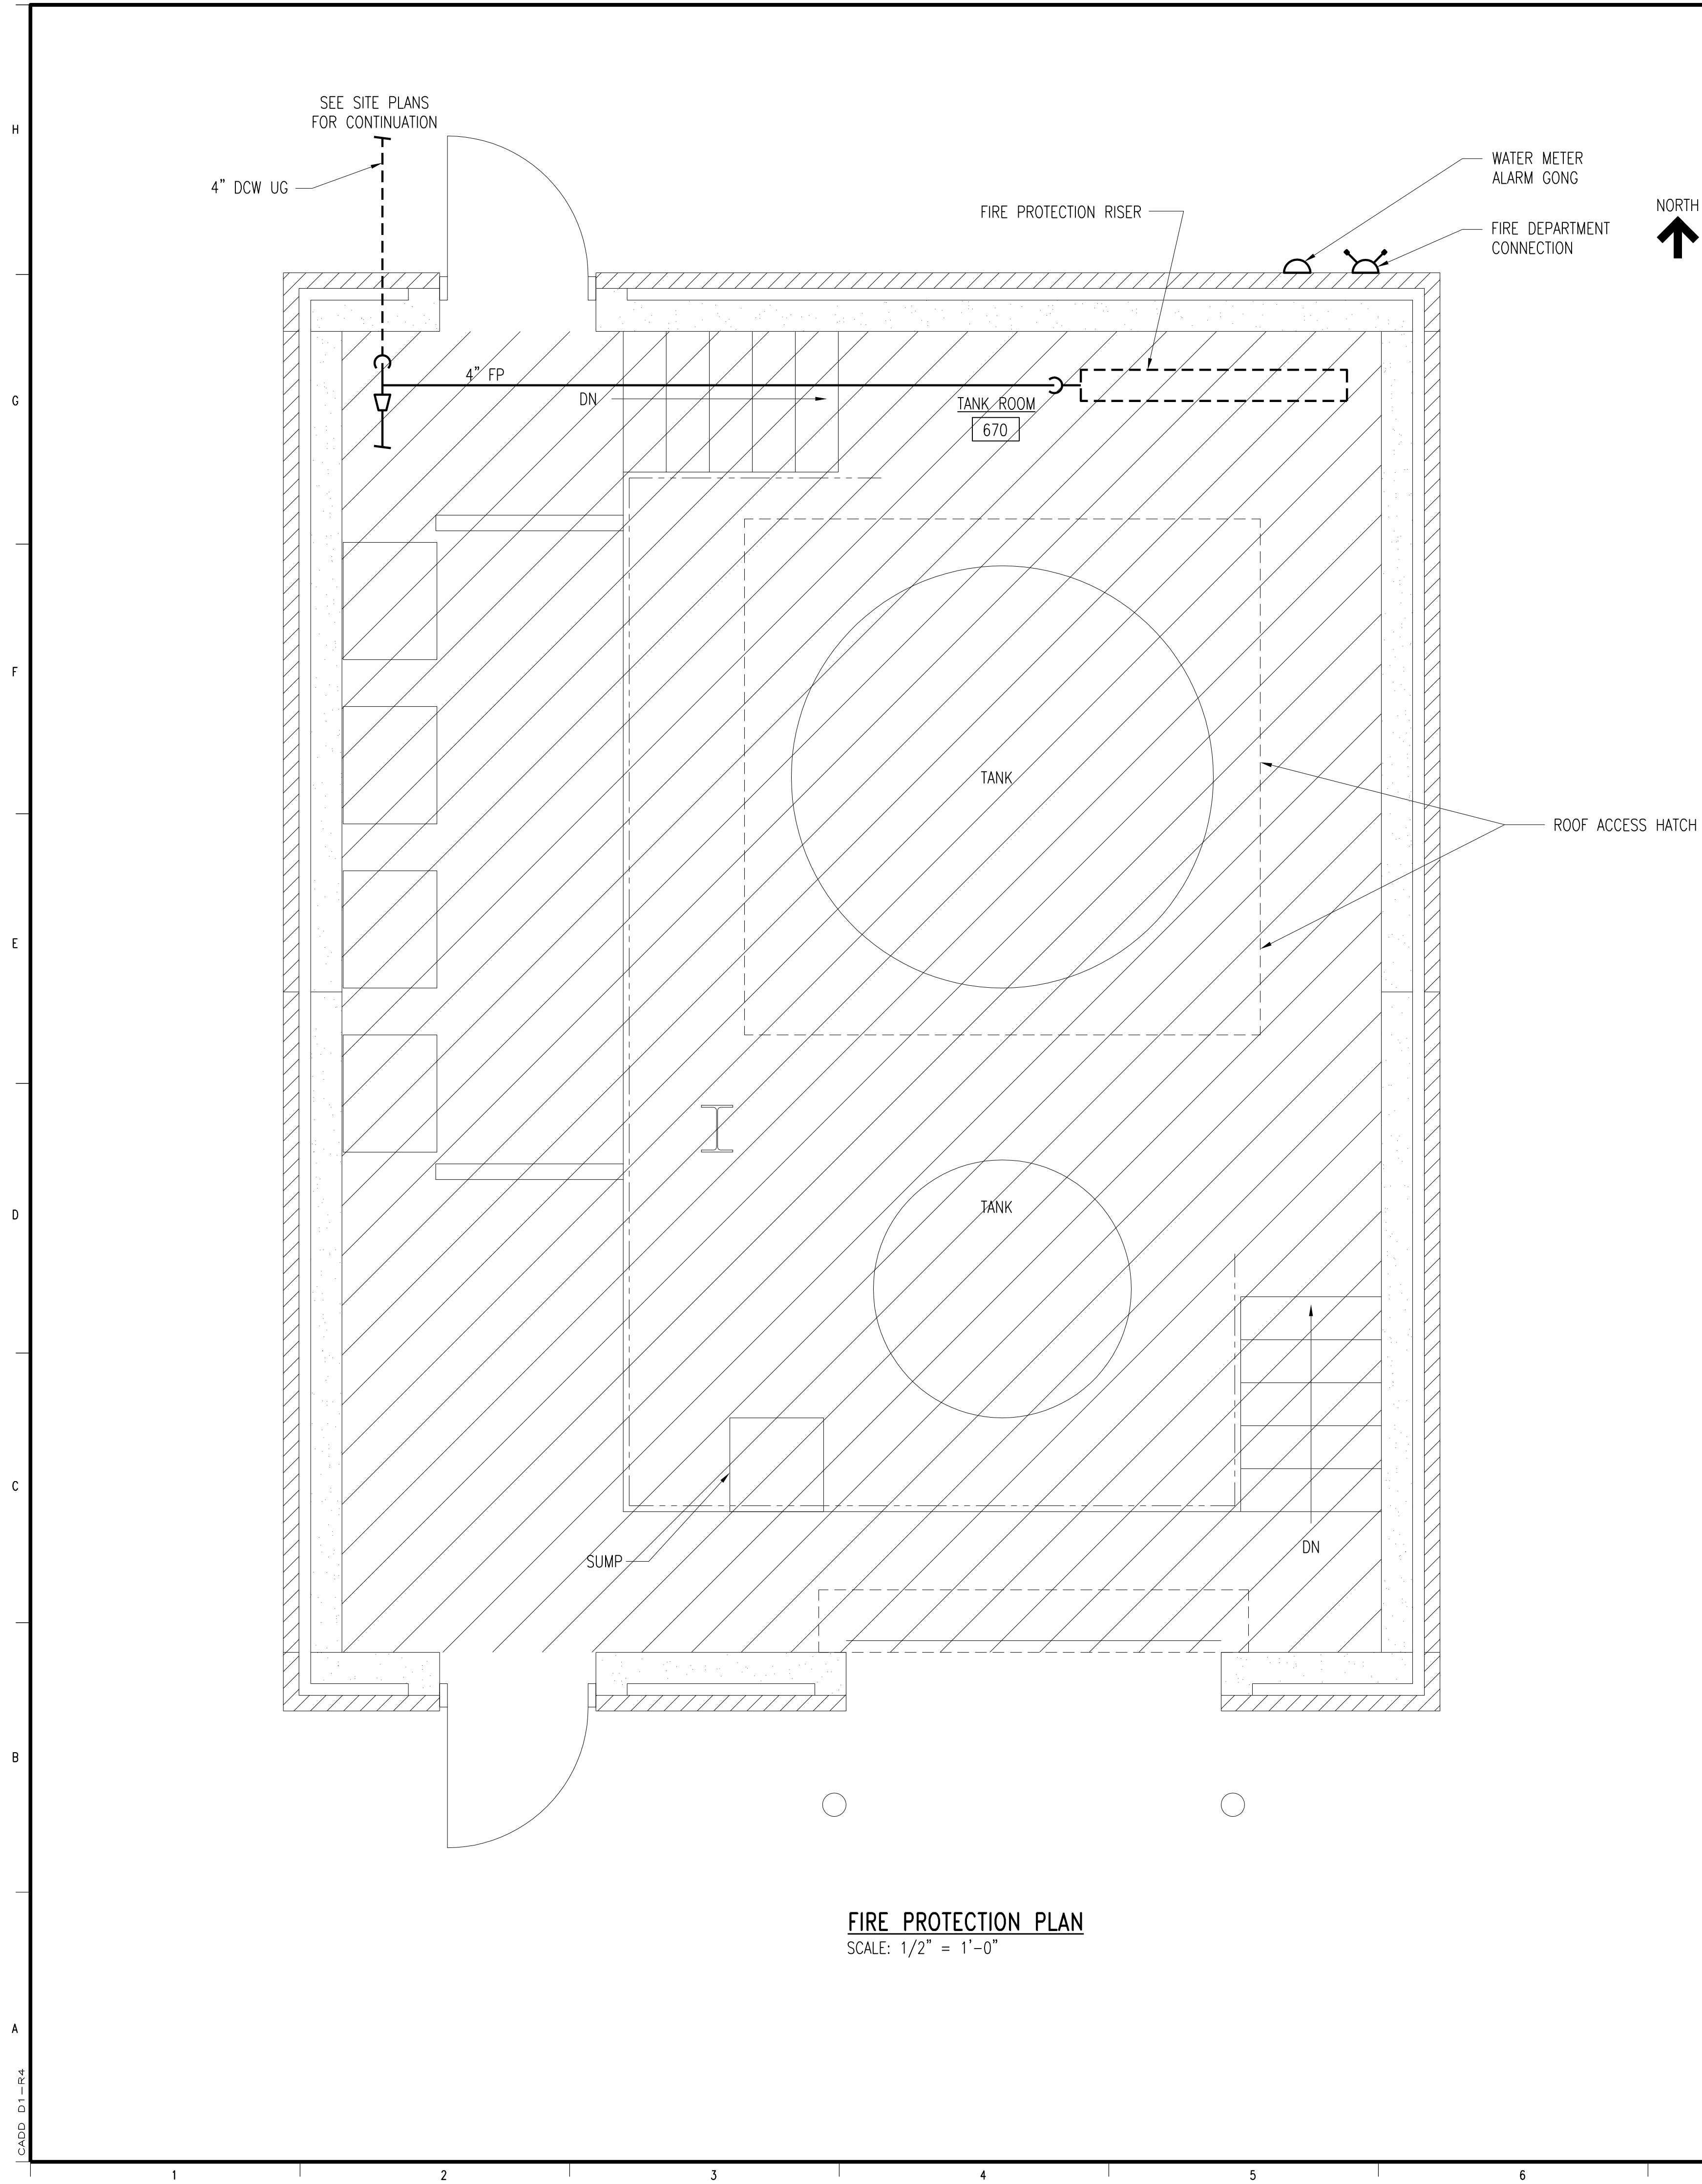 SEE SITE PLANS
FOR CONTINUATION
H
WATER METER
ALARM GONG
4" DCW UG
NORTH
FIRE PROTECTION RISER
FIRE DEPARTMENT
CONNECTION
4" FP
G
DN
TANK ROOM
670
F
TANK
ROOF ACCESS HATCH
E
D
TANK
C
DN
SUMP
B
FIRE PROTECTION PLAN
SCALE: 1/2" = 1'-0"
A
CADD D1-R4
1
2
3
4
5
6